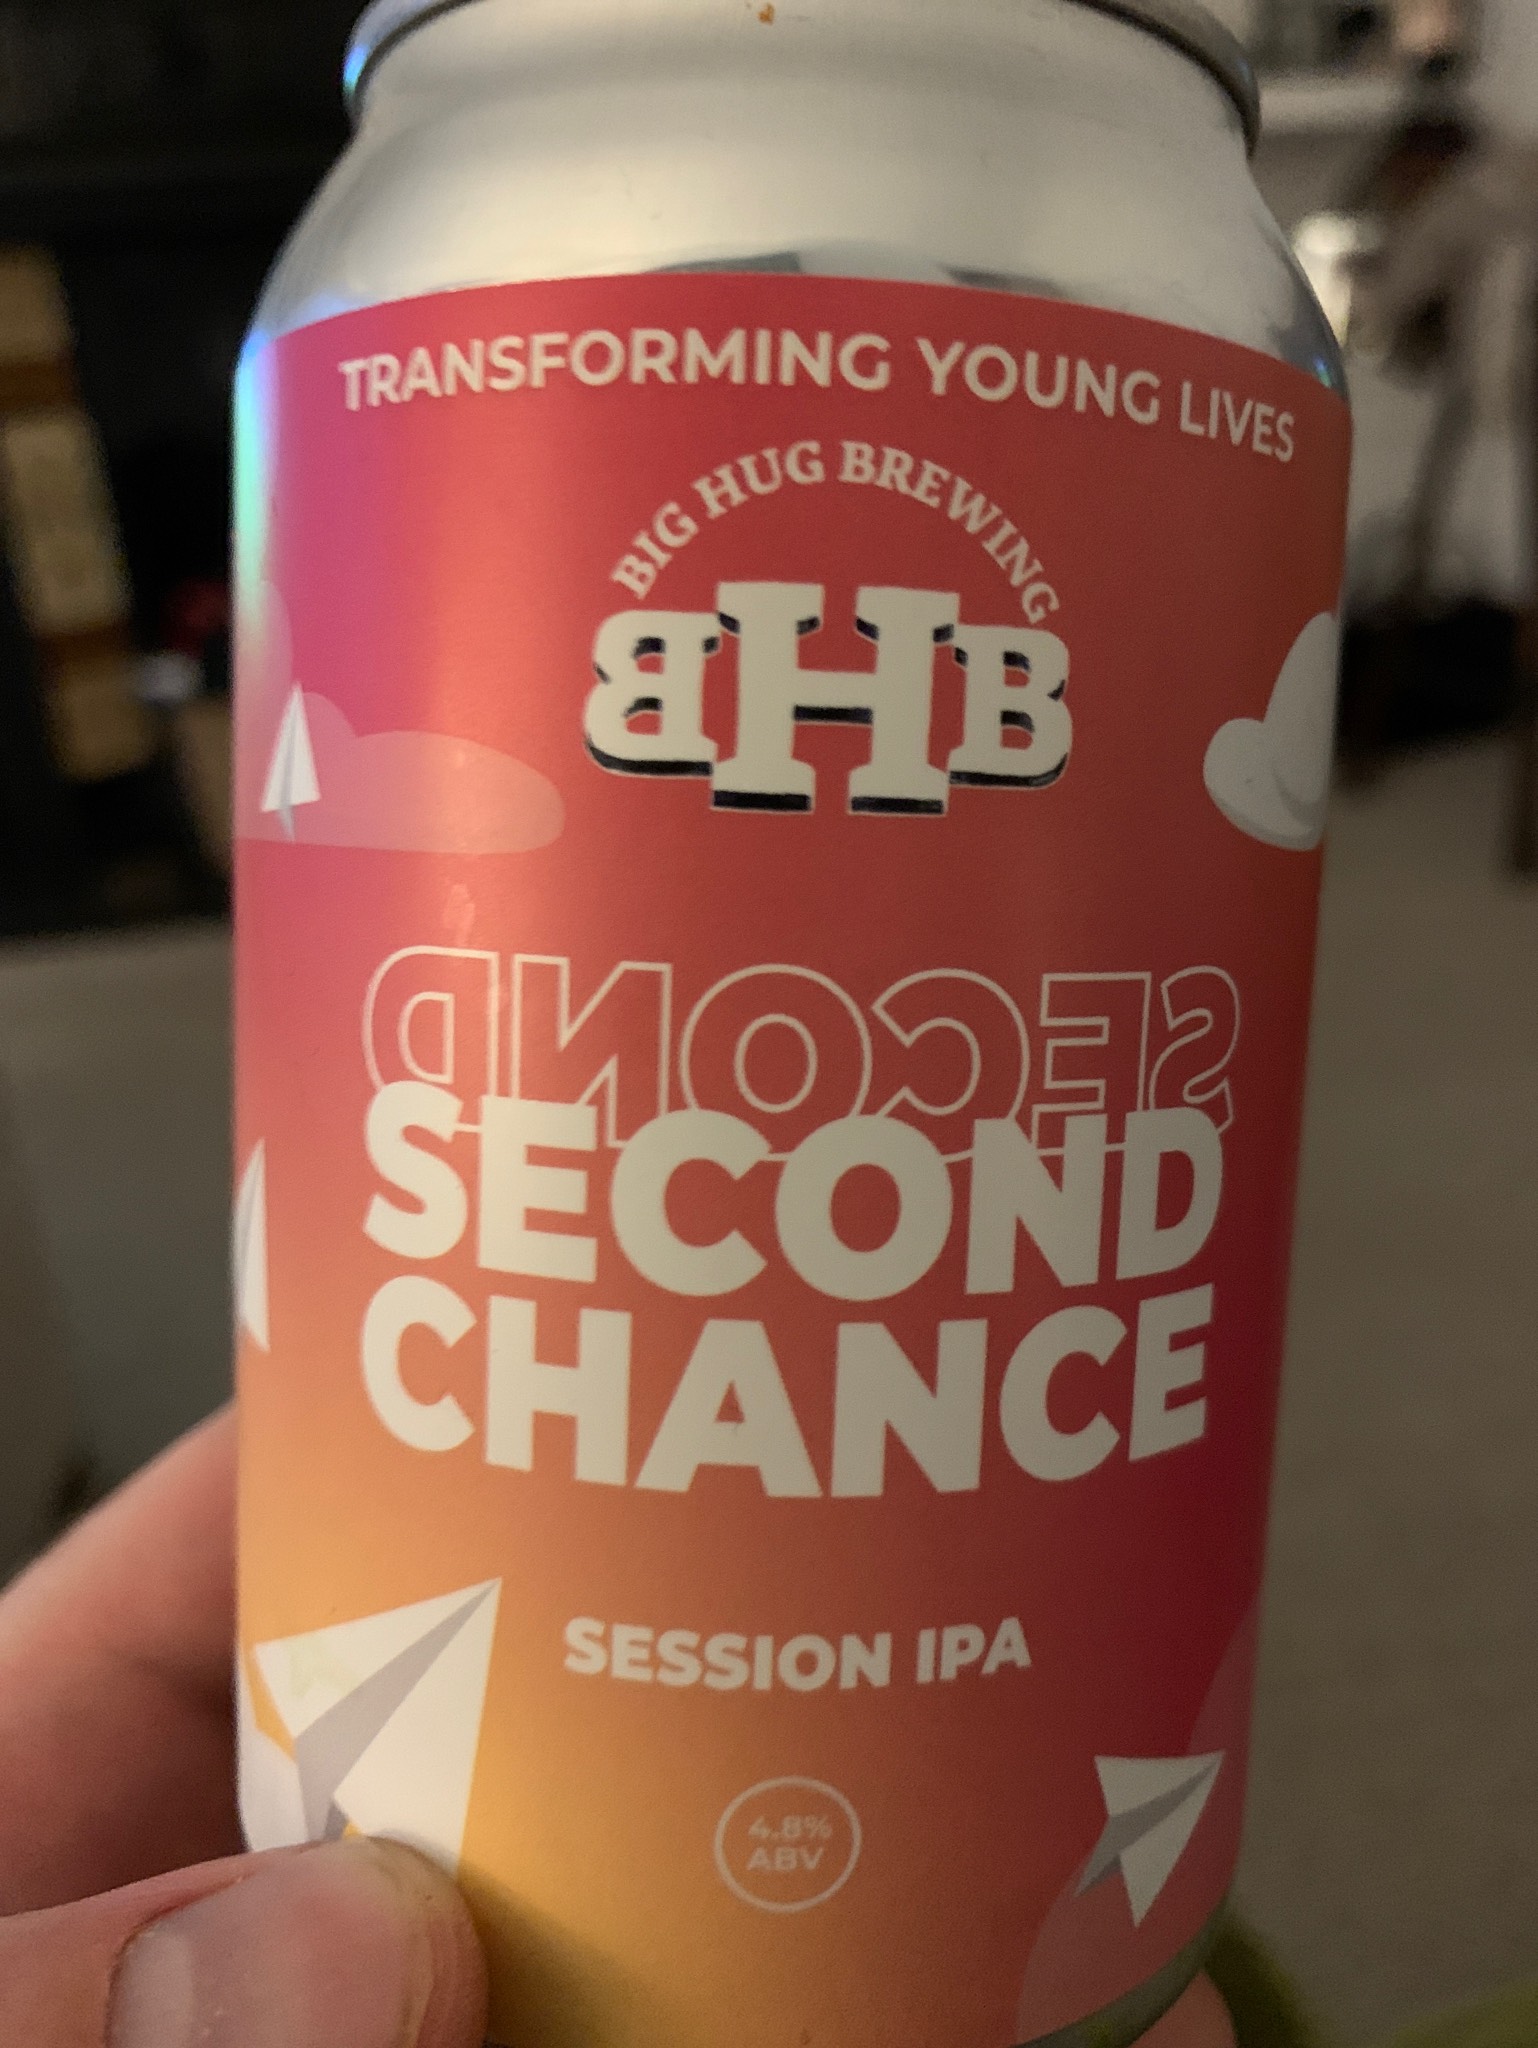 TRANSFORMING YOUNG LIVES
BIG HUG BREWING
BHB
SECOND
SECOND
CHANCE
SESSION IPA
4.8%
ABV